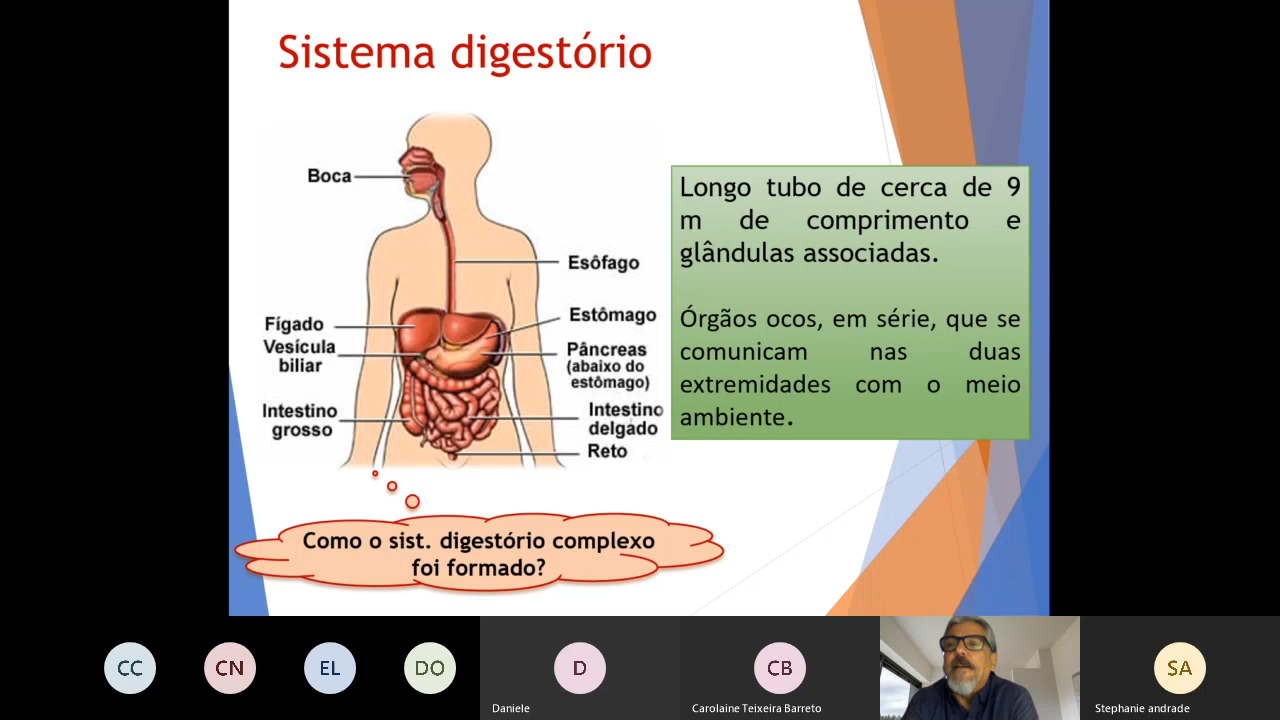 Sistema digestório
Boca
Esôfago
Estômago
Fígado
Vesícula
biliar
Pâncreas
(abaixo do
estômago)
Intestino
grosso
Intestino
delgado
Reto
Longo tubo de cerca de 9
m de comprimento e
glândulas associadas.
Órgãos ocos, em série, que se
comunicam nas duas
extremidades com o meio
ambiente.
Como o sist. digestório complexo
foi formado?
CC
CN
EL
DO
D
CB
SA
Daniele
Carolaine Teixeira Barreto
Stephanie andrade